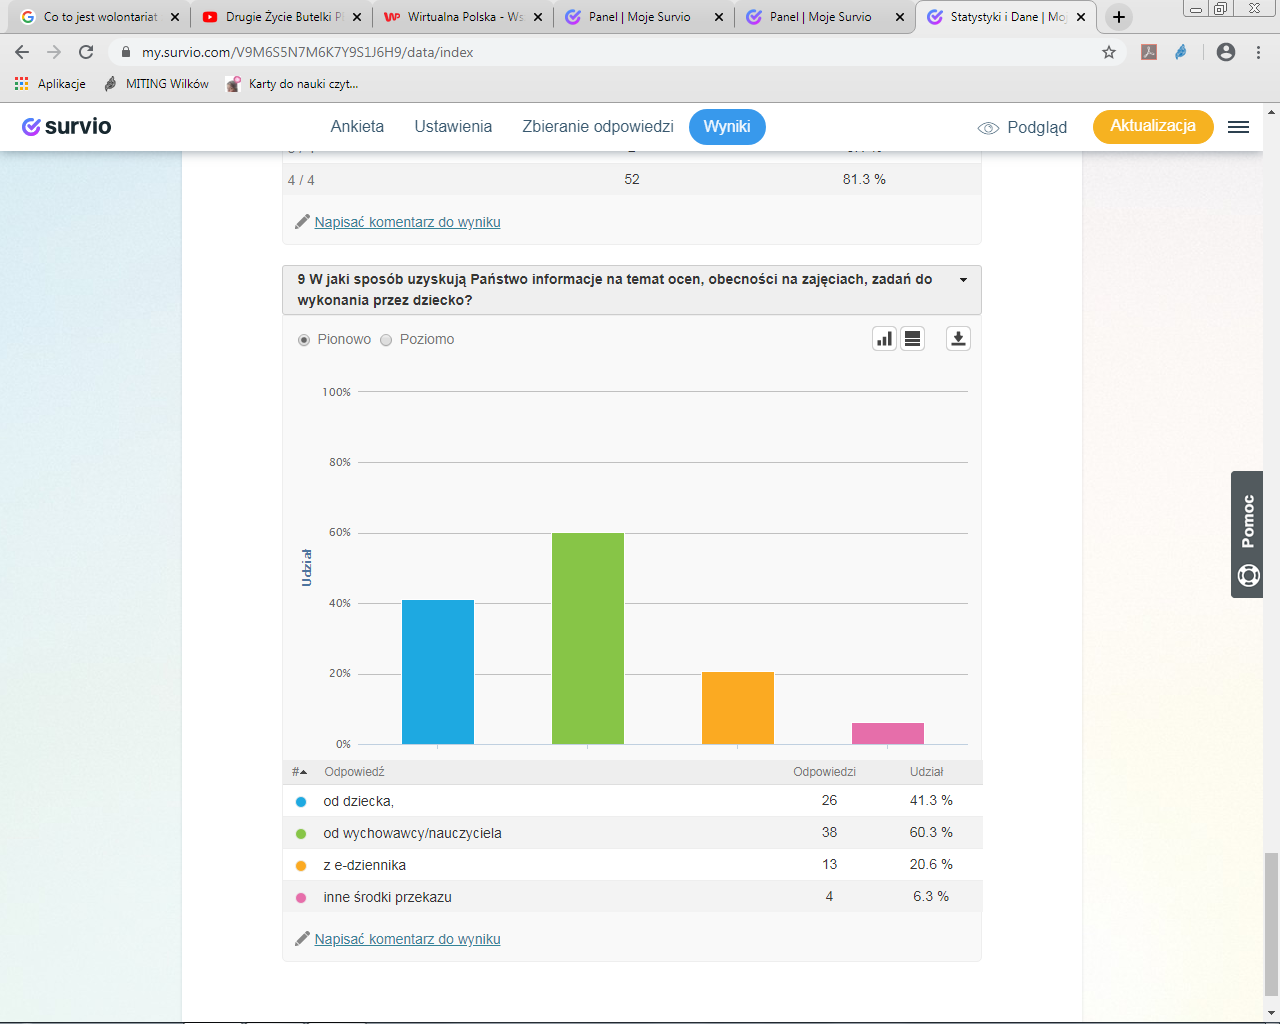 Co to jest wolontariat
Drugie Życie Butelki Pl
Wirtualna Polska - Ws
Panel | Moje Survio
Panel | Moje Survio
Statystyki i Dane | Moj
my.survio.com/V9M6S5N7M6K7Y9S1J6H9/data/index
Aplikacje
MITING Wilków
Karty do nauki czyt...
survio
Ankieta
Ustawienia
Zbieranie odpowiedzi
Wyniki
Podgląd
Aktualizacja
4 / 4 52 81.3 %
Napisać komentarz do wyniku
9 W jaki sposób uzyskują Państwo informacje na temat ocen, obecności na zajęciach, zadań do
wykonania przez dziecko?
Pionowo Poziomo
100%
80%
60%
40%
20%
0%
Udział
Pomoc
# Odpowiedź Odpowiedzi Udział
od dziecka, 26 41.3 %
od wychowawcy/nauczyciela 38 60.3 %
z e-dziennika 13 20.6 %
inne środki przekazu 4 6.3 %
Napisać komentarz do wyniku